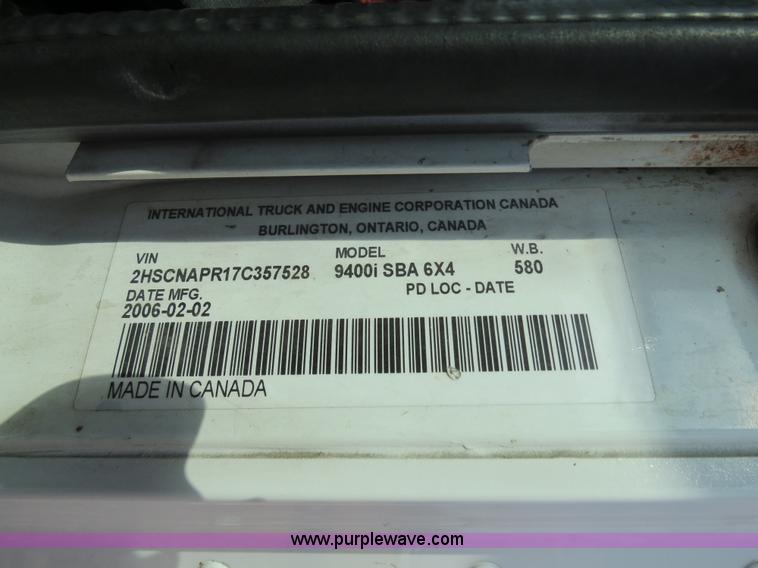 INTERNATIONAL TRUCK AND ENGINE CORPORATION CANADA
BURLINGTON, ONTARIO, CANADA
VIN MODEL W.B.
2HSCNAPR17C357528 9400i SBA 6X4 580
DATE MFG. PD LOC - DATE
2006-02-02
MADE IN CANADA
www.purplewave.com